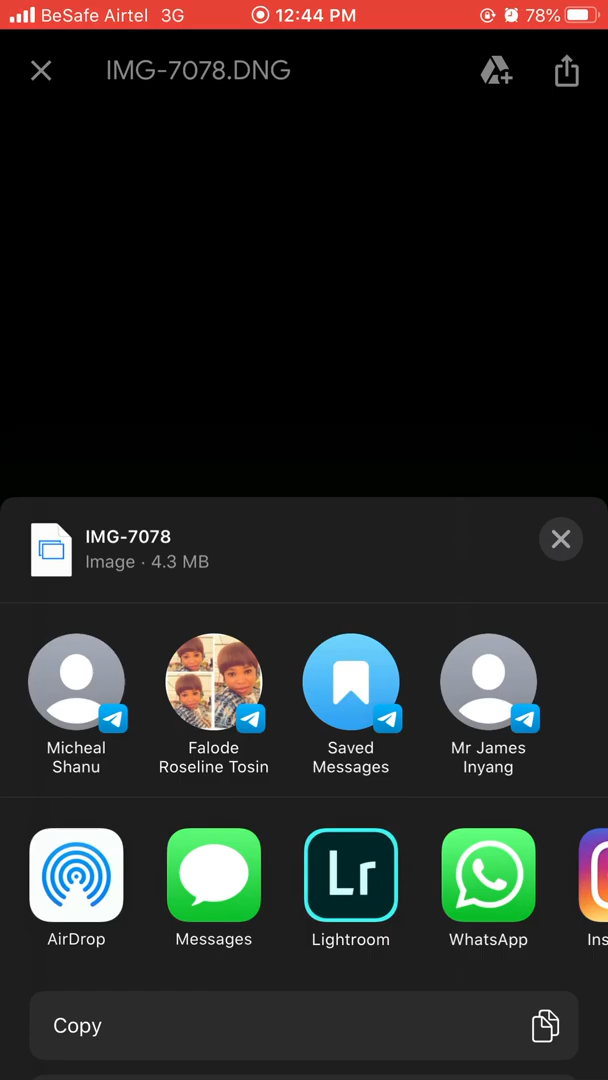 BeSafe Airtel 3G 12:44 PM 78%
IMG-7078.DNG
IMG-7078
Image · 4.3 MB
Micheal Shanu
Falode Roseline Tosin
Saved Messages
Mr James Inyang
AirDrop
Messages
Lr
Lightroom
WhatsApp
Ins
Copy